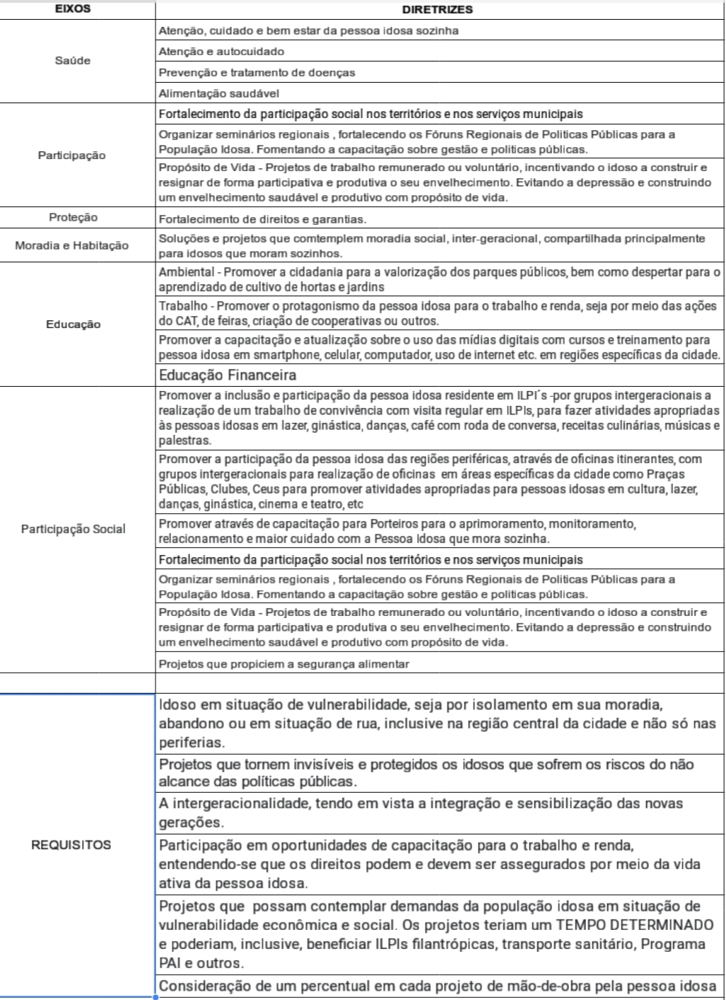 EIXOS
DIRETRIZES
Saúde
Atenção, cuidado e bem estar da pessoa idosa sozinha
Atenção e autocuidado
Prevenção e tratamento de doenças
Alimentação saudável
Participação
Fortalecimento da participação social nos territórios e nos serviços municipais
Organizar seminários regionais , fortalecendo os Fóruns Regionais de Politicas Públicas para a
População Idosa. Fomentando a capacitação sobre gestão e politicas públicas.
Propósito de Vida - Projetos de trabalho remunerado ou voluntário, incentivando o idoso a construir e
resignar de forma participativa e produtiva o seu envelhecimento. Evitando a depressão e construindo
um envelhecimento saudável e produtivo com propósito de vida.
Proteção
Fortalecimento de direitos e garantias.
Moradia e Habitação
Soluções e projetos que comtemplem moradia social, inter-geracional, compartilhada principalmente
para idosos que moram sozinhos.
Educação
Ambiental - Promover a cidadania para a valorização dos parques públicos, bem como despertar para o
aprendizado de cultivo de hortas e jardins
Trabalho - Promover o protagonismo da pessoa idosa para o trabalho e renda, seja por meio das ações
do CAT, de feiras, criação de cooperativas ou outros.
Promover a capacitação e atualização sobre o uso das mídias digitais com cursos e treinamento para
pessoa idosa em smartphone, celular, computador, uso de internet etc. em regiões específicas da cidade.
Educação Financeira
Participação Social
Promover a inclusão e participação da pessoa idosa residente em ILPI´s -por grupos intergeracionais a
realização de um trabalho de convivência com visita regular em ILPIs, para fazer atividades apropriadas
às pessoas idosas em lazer, ginástica, danças, café com roda de conversa, receitas culinárias, músicas e
palestras.
Promover a participação da pessoa idosa das regiões periféricas, através de oficinas itinerantes, com
grupos intergeracionais para realização de oficinas  em áreas específicas da cidade como Praças
Públicas, Clubes, Ceus para promover atividades apropriadas para pessoas idosas em cultura, lazer,
danças, ginástica, cinema e teatro, etc
Promover através de capacitação para Porteiros para o aprimoramento, monitoramento,
relacionamento e maior cuidado com a Pessoa Idosa que mora sozinha.
Fortalecimento da participação social nos territórios e nos serviços municipais
Organizar seminários regionais , fortalecendo os Fóruns Regionais de Politicas Públicas para a
População Idosa. Fomentando a capacitação sobre gestão e politicas públicas.
Propósito de Vida - Projetos de trabalho remunerado ou voluntário, incentivando o idoso a construir e
resignar de forma participativa e produtiva o seu envelhecimento. Evitando a depressão e construindo
um envelhecimento saudável e produtivo com propósito de vida.
Projetos que propiciem a segurança alimentar
REQUISITOS
Idoso em situação de vulnerabilidade, seja por isolamento em sua moradia,
abandono ou em situação de rua, inclusive na região central da cidade e não só nas
periferias.
Projetos que tornem invisíveis e protegidos os idosos que sofrem os riscos do não
alcance das políticas públicas.
A intergeracionalidade, tendo em vista a integração e sensibilização das novas
gerações.
Participação em oportunidades de capacitação para o trabalho e renda,
entendendo-se que os direitos podem e devem ser assegurados por meio da vida
ativa da pessoa idosa.
Projetos que  possam contemplar demandas da população idosa em situação de
vulnerabilidade econômica e social. Os projetos teriam um TEMPO DETERMINADO
e poderiam, inclusive, beneficiar ILPIs filantrópicas, transporte sanitário, Programa
PAI e outros.
Consideração de um percentual em cada projeto de mão-de-obra pela pessoa idosa